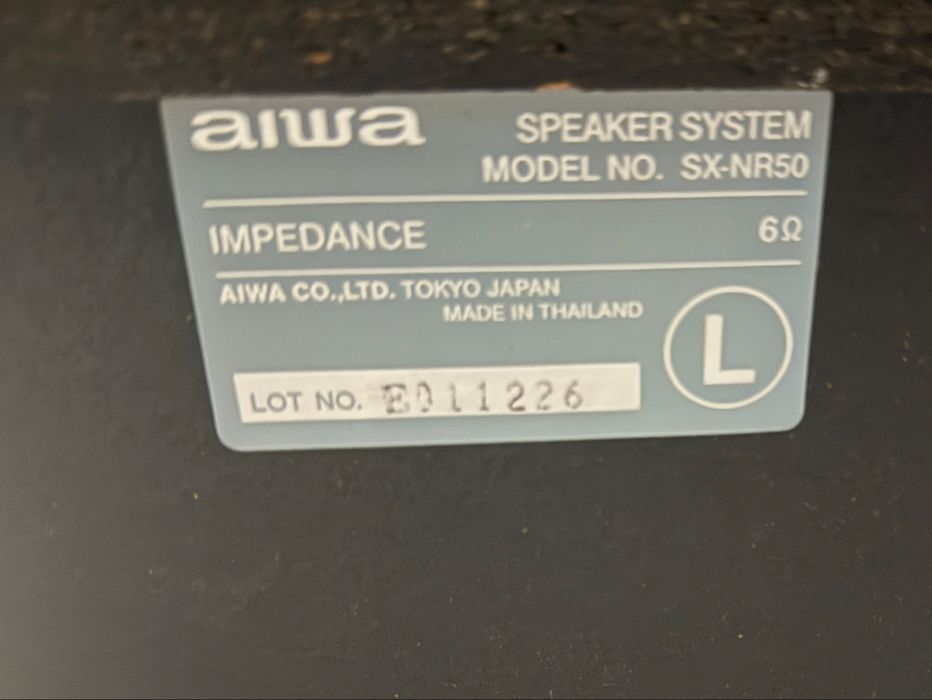 aiwa
SPEAKER SYSTEM
MODEL NO. SX-NR50
IMPEDANCE 6Ω
AIWA CO.,LTD. TOKYO JAPAN
MADE IN THAILAND
L
LOT NO. E011226